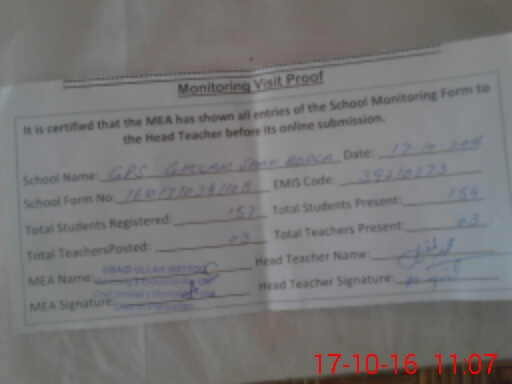 Monitoring Visit Proof
It is certified that the MEA has shown all entries of the School Monitoring Form to
the Head Teacher before its online submission.
School Name: GPS Date: 17-10-
School Form No: EMIS Code: 39210173
Total Students Registered: 157 Total Students Present: 154
Total Teachers Posted: 03 Total Teachers Present: 03
MEA Name: Head Teacher Name:
MEA Signature: Head Teacher Signature:
17-10-16 11:07